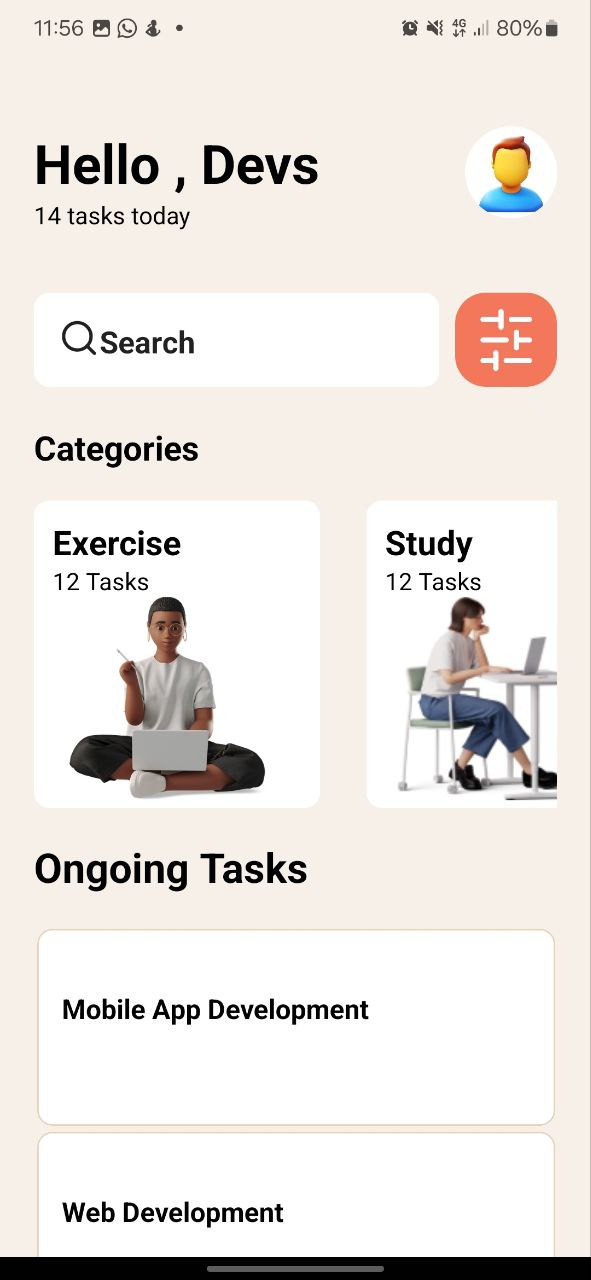 11:56 4G 80%
Hello , Devs
14 tasks today
Search
Categories
Exercise Study
12 Tasks 12 Tasks
Ongoing Tasks
Mobile App Development
Web Development